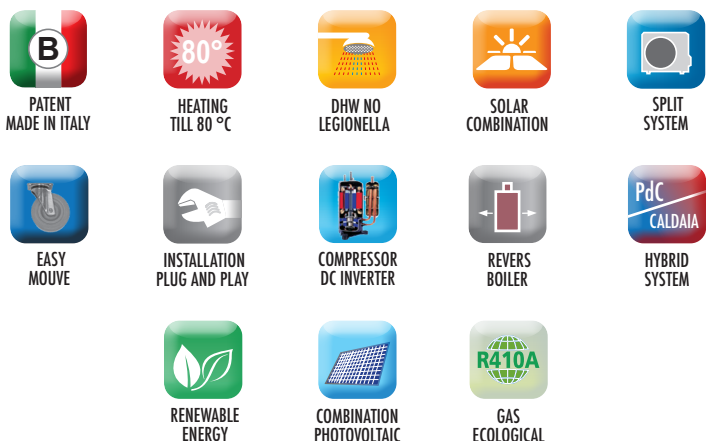 B
PATENT
MADE IN ITALY
80°
HEATING
TILL 80 °C
DHW NO
LEGIONELLA
SOLAR
COMBINATION
SPLIT
SYSTEM
EASY
MOUVE
INSTALLATION
PLUG AND PLAY
COMPRESSOR
DC INVERTER
REVERS
BOILER
PdC
CALDAIA
HYBRID
SYSTEM
RENEWABLE
ENERGY
COMBINATION
PHOTOVOLTAIC
R410A
GAS
ECOLOGICAL